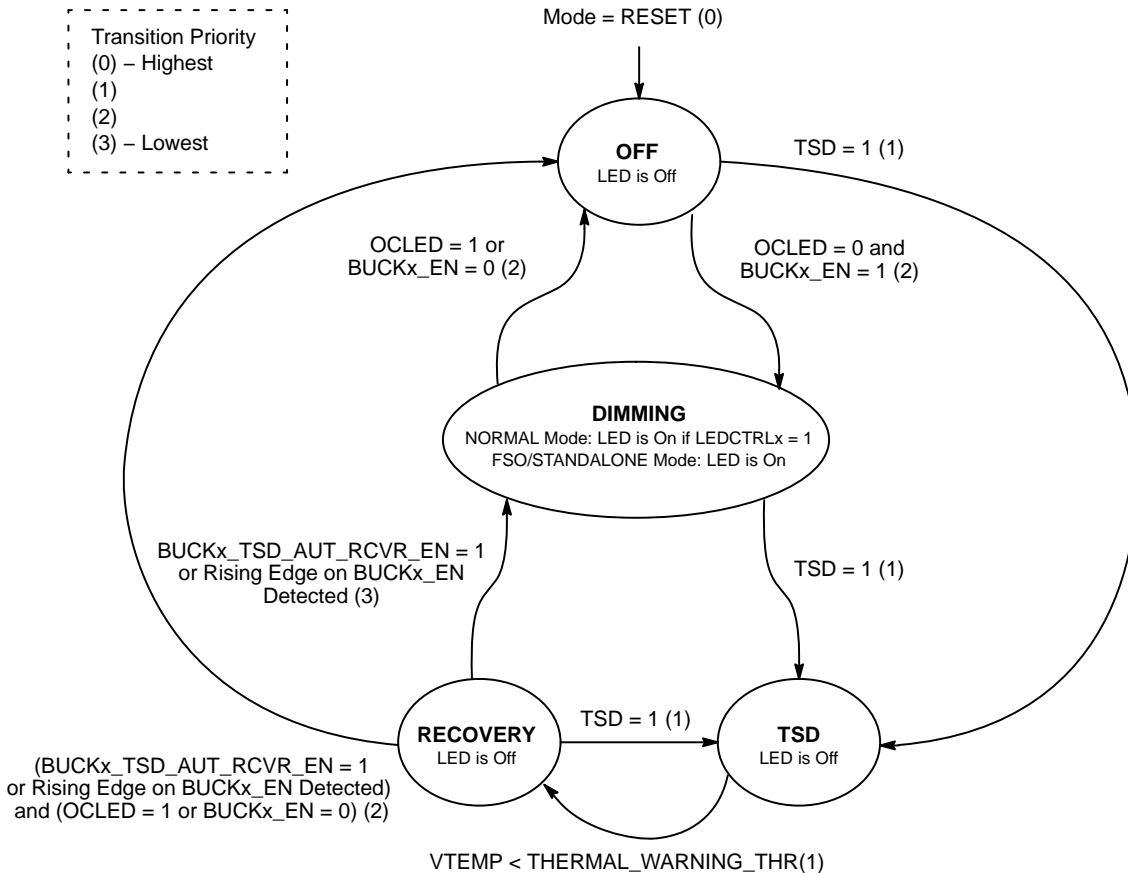 Mode = RESET (0)
Transition Priority
(0) – Highest
(1)
(2)
(3) – Lowest
OFF
LED is Off
TSD = 1 (1)
OCLED = 1 or
BUCKx_EN = 0 (2)
OCLED = 0 and
BUCKx_EN = 1 (2)
DIMMING
NORMAL Mode: LED is On if LEDCTRLx = 1
FSO/STANDALONE Mode: LED is On
BUCKx_TSD_AUT_RCVR_EN = 1
or Rising Edge on BUCKx_EN
Detected (3)
TSD = 1 (1)
RECOVERY
LED is Off
TSD = 1 (1)
TSD
LED is Off
(BUCKx_TSD_AUT_RCVR_EN = 1
or Rising Edge on BUCKx_EN Detected)
and (OCLED = 1 or BUCKx_EN = 0) (2)
VTEMP < THERMAL_WARNING_THR(1)